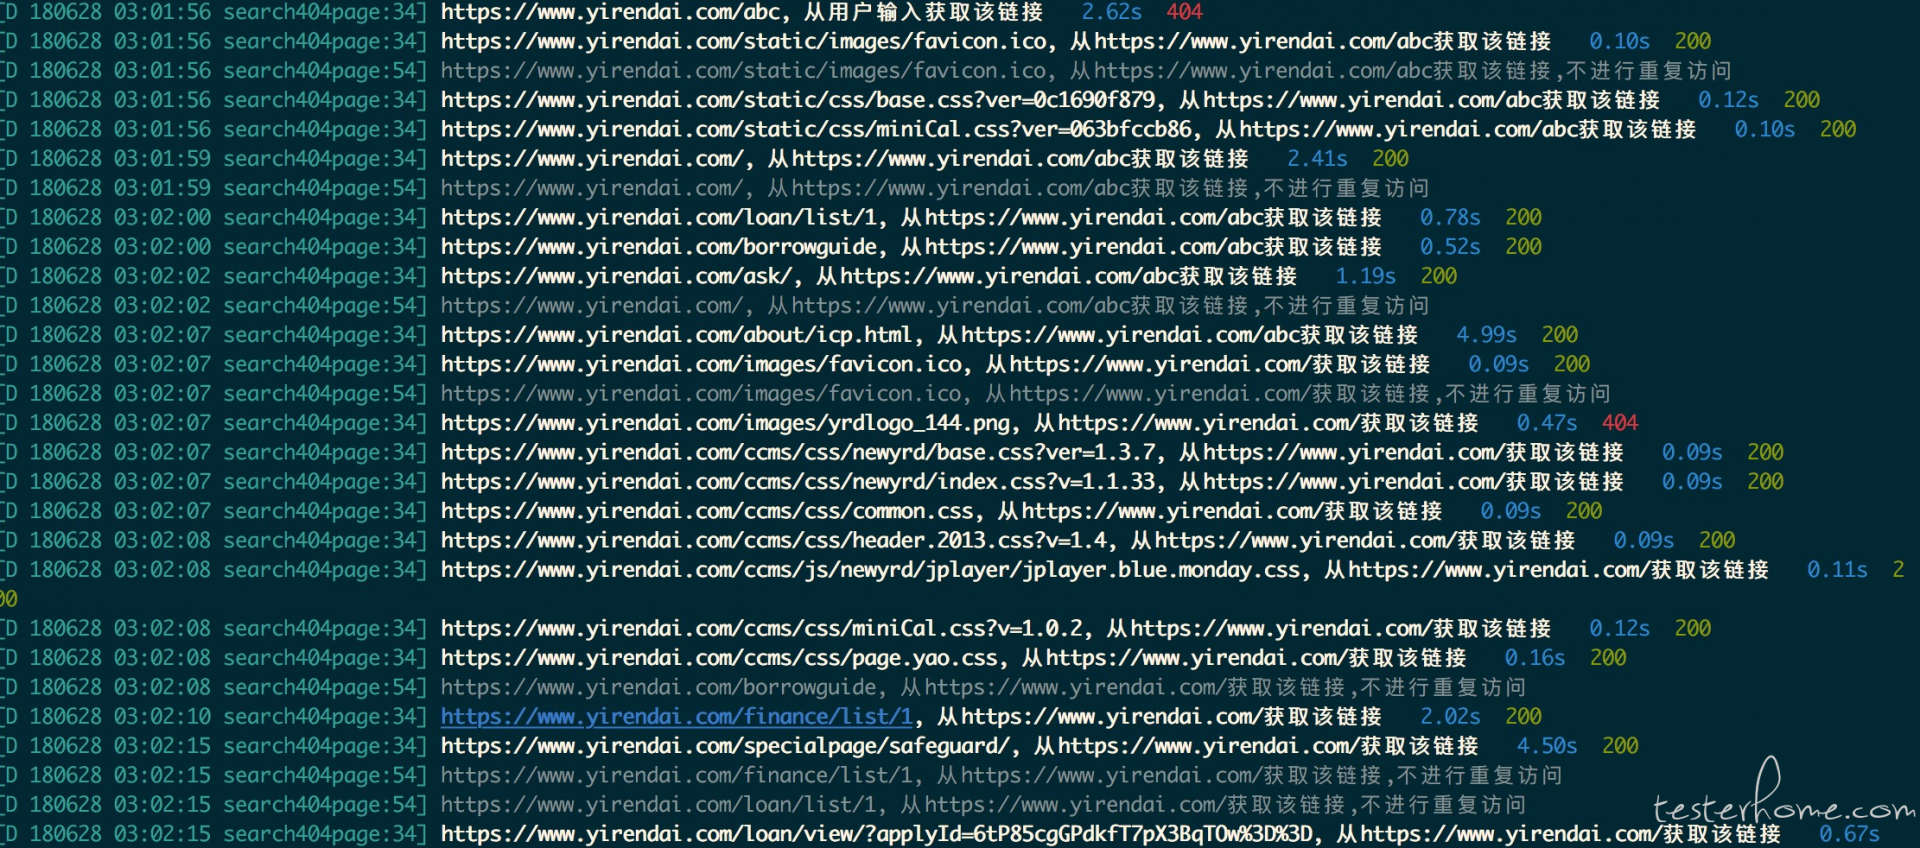 [D 180628 03:01:56 search404page:34] https://www.yirendai.com/abc, 从用户输入获取该链接 2.62s 404
[D 180628 03:01:56 search404page:34] https://www.yirendai.com/static/images/favicon.ico, 从https://www.yirendai.com/abc获取该链接 0.10s 200
[D 180628 03:01:56 search404page:54] https://www.yirendai.com/static/images/favicon.ico, 从https://www.yirendai.com/abc获取该链接,不进行重复访问
[D 180628 03:01:56 search404page:34] https://www.yirendai.com/static/css/base.css?ver=0c1690f879, 从https://www.yirendai.com/abc获取该链接 0.12s 200
[D 180628 03:01:56 search404page:34] https://www.yirendai.com/static/css/miniCal.css?ver=063bfccb86, 从https://www.yirendai.com/abc获取该链接 0.10s 200
[D 180628 03:01:59 search404page:34] https://www.yirendai.com/, 从https://www.yirendai.com/abc获取该链接 2.41s 200
[D 180628 03:01:59 search404page:54] https://www.yirendai.com/, 从https://www.yirendai.com/abc获取该链接,不进行重复访问
[D 180628 03:02:00 search404page:34] https://www.yirendai.com/loan/list/1, 从https://www.yirendai.com/abc获取该链接 0.78s 200
[D 180628 03:02:00 search404page:34] https://www.yirendai.com/borrowguide, 从https://www.yirendai.com/abc获取该链接 0.52s 200
[D 180628 03:02:02 search404page:34] https://www.yirendai.com/ask/, 从https://www.yirendai.com/abc获取该链接 1.19s 200
[D 180628 03:02:02 search404page:54] https://www.yirendai.com/, 从https://www.yirendai.com/abc获取该链接,不进行重复访问
[D 180628 03:02:07 search404page:34] https://www.yirendai.com/about/icp.html, 从https://www.yirendai.com/abc获取该链接 4.99s 200
[D 180628 03:02:07 search404page:34] https://www.yirendai.com/images/favicon.ico, 从https://www.yirendai.com/获取该链接 0.09s 200
[D 180628 03:02:07 search404page:54] https://www.yirendai.com/images/favicon.ico, 从https://www.yirendai.com/获取该链接,不进行重复访问
[D 180628 03:02:07 search404page:34] https://www.yirendai.com/images/yrdlogo_144.png, 从https://www.yirendai.com/获取该链接 0.47s 404
[D 180628 03:02:07 search404page:34] https://www.yirendai.com/ccms/css/newyrd/base.css?ver=1.3.7, 从https://www.yirendai.com/获取该链接 0.09s 200
[D 180628 03:02:07 search404page:34] https://www.yirendai.com/ccms/css/newyrd/index.css?v=1.1.33, 从https://www.yirendai.com/获取该链接 0.09s 200
[D 180628 03:02:07 search404page:34] https://www.yirendai.com/ccms/css/common.css, 从https://www.yirendai.com/获取该链接 0.09s 200
[D 180628 03:02:08 search404page:34] https://www.yirendai.com/ccms/css/header.2013.css?v=1.4, 从https://www.yirendai.com/获取该链接 0.09s 200
[D 180628 03:02:08 search404page:34] https://www.yirendai.com/ccms/js/newyrd/jplayer/jplayer.blue.monday.css, 从https://www.yirendai.com/获取该链接 0.11s 2
00
[D 180628 03:02:08 search404page:34] https://www.yirendai.com/ccms/css/miniCal.css?v=1.0.2, 从https://www.yirendai.com/获取该链接 0.12s 200
[D 180628 03:02:08 search404page:34] https://www.yirendai.com/ccms/css/page.yao.css, 从https://www.yirendai.com/获取该链接 0.16s 200
[D 180628 03:02:08 search404page:54] https://www.yirendai.com/borrowguide, 从https://www.yirendai.com/获取该链接,不进行重复访问
[D 180628 03:02:10 search404page:34] https://www.yirendai.com/finance/list/1, 从https://www.yirendai.com/获取该链接 2.02s 200
[D 180628 03:02:15 search404page:34] https://www.yirendai.com/specialpage/safeguard/, 从https://www.yirendai.com/获取该链接 4.50s 200
[D 180628 03:02:15 search404page:54] https://www.yirendai.com/finance/list/1, 从https://www.yirendai.com/获取该链接,不进行重复访问
[D 180628 03:02:15 search404page:54] https://www.yirendai.com/loan/list/1, 从https://www.yirendai.com/获取该链接,不进行重复访问
[D 180628 03:02:15 search404page:34] https://www.yirendai.com/loan/view/?applyId=6tP85cgGPdkfT7pX3BqTOw%3D%3D, 从https://www.yirendai.com/获取该链接 0.67s
testerhome.com